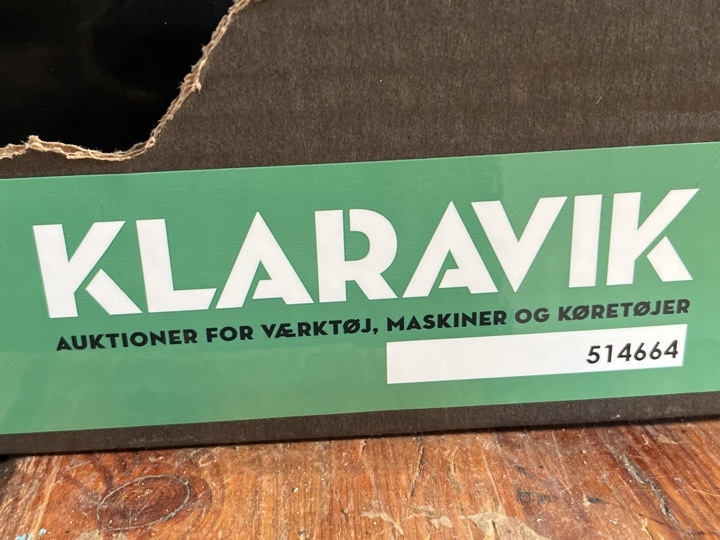 KLARAVIK
AUKTIONER FOR VÆRKTØJ, MASKINER OG KØRETØJER
514664